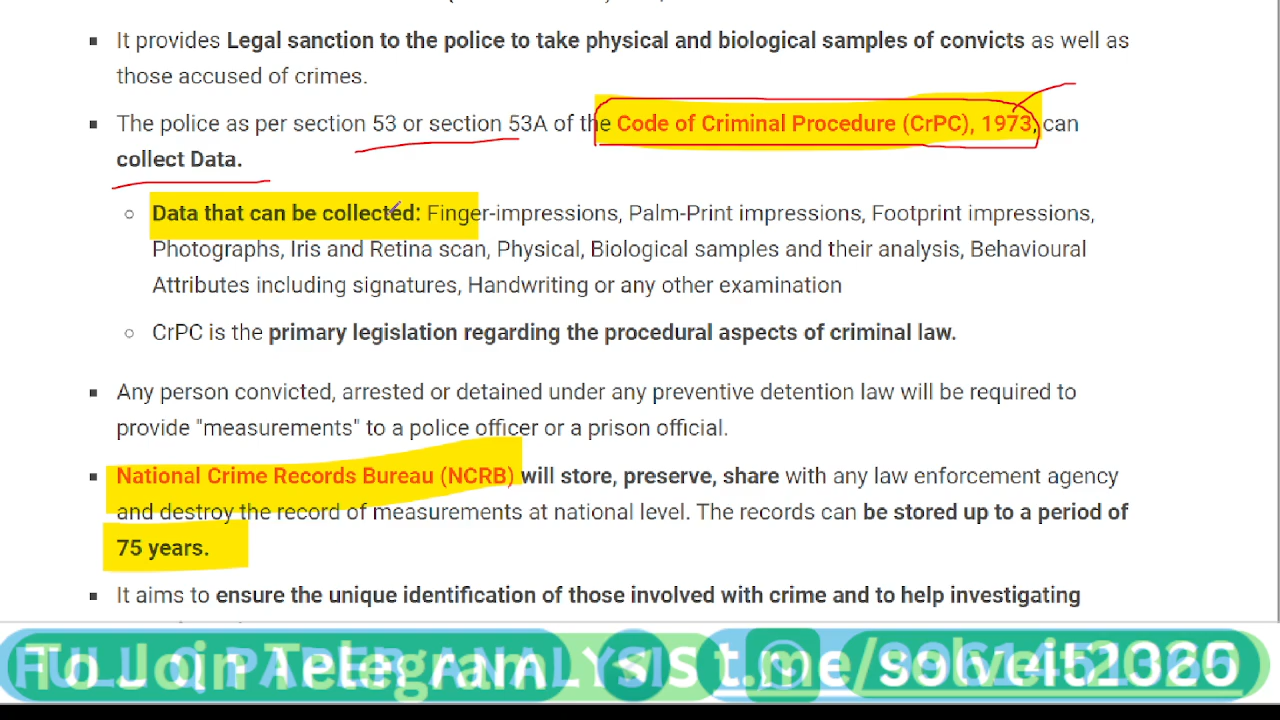 It provides Legal sanction to the police to take physical and biological samples of convicts as well as
those accused of crimes.
The police as per section 53 or section 53A of the Code of Criminal Procedure (CrPC), 1973, can
collect Data.
Data that can be collected: Finger-impressions, Palm-Print impressions, Footprint impressions,
Photographs, Iris and Retina scan, Physical, Biological samples and their analysis, Behavioural
Attributes including signatures, Handwriting or any other examination
CrPC is the primary legislation regarding the procedural aspects of criminal law.
Any person convicted, arrested or detained under any preventive detention law will be required to
provide "measurements" to a police officer or a prison official.
National Crime Records Bureau (NCRB) will store, preserve, share with any law enforcement agency
and destroy the record of measurements at national level. The records can be stored up to a period of
75 years.
It aims to ensure the unique identification of those involved with crime and to help investigating
To Join Telegram t.me/
FULL Q PAPER ANALYSIS